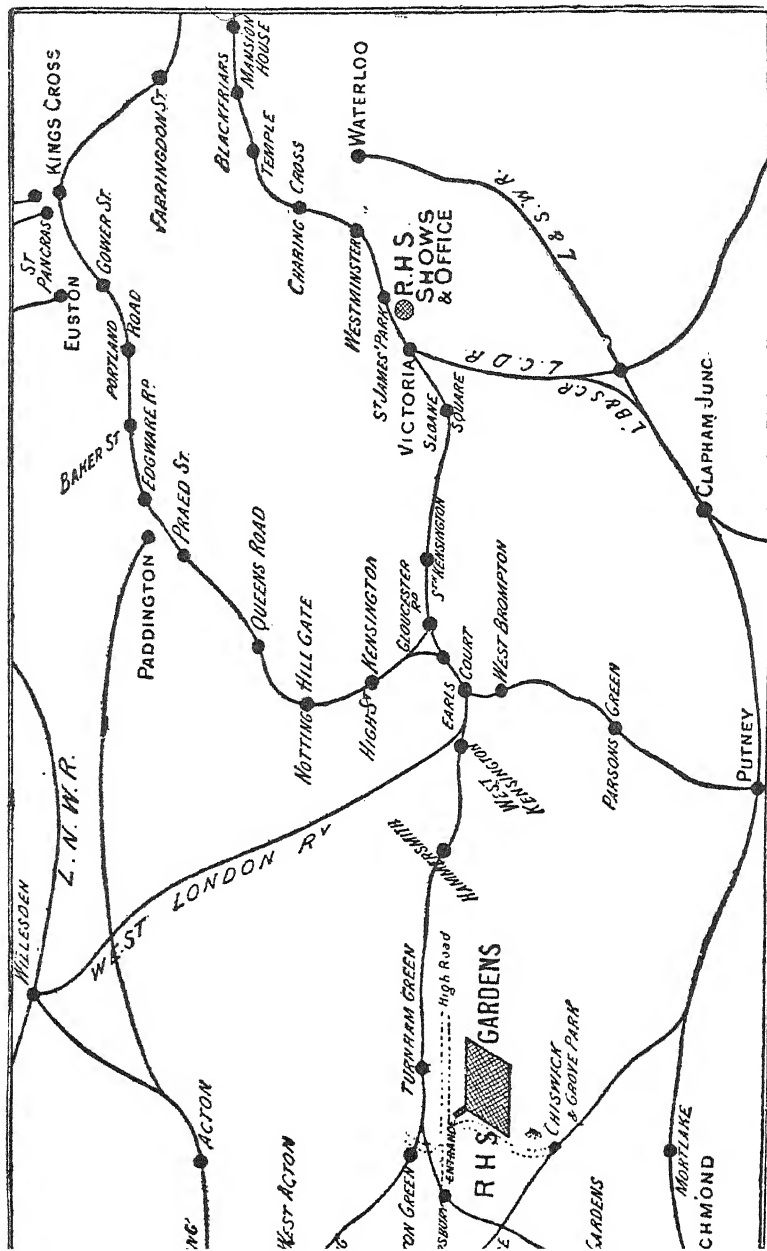 KINGS CROSS
ST
PANCRAS
EUSTON
GOWER ST.
FARRINGDON ST.
PORTLAND
ROAD
BAKER ST
EDGWARE RD
PRAED ST.
PADDINGTON
QUEENS ROAD
NOTTING HILL GATE
HIGH ST KENSINGTON
BLACKFRIARS
MANSION
HOUSE
TEMPLE
CHARING CROSS
WATERLOO
WESTMINSTER
R.H.S.
SHOWS
& OFFICE
ST JAMES' PARK
VICTORIA
SLOANE
SQUARE
L. & S. W. R.
L. C. D. R.
L. B & S. C. R
CLAPHAM JUNC.
STH KENSINGTON
GLOUCESTER
RD
EARLS
COURT
WEST BROMPTON
PARSONS GREEN
PUTNEY
WEST
KENSINGTON
HAMMERSMITH
WILLESDEN
L. N. W. R.
WEST LONDON RY
ACTON
WEST ACTON
TURNHAM GREEN
High Road
ENTRANCE
R H S GARDENS
CHISWICK
& GROVE PARK
TON GREEN
MORTLAKE
CHMOND
GARDENS